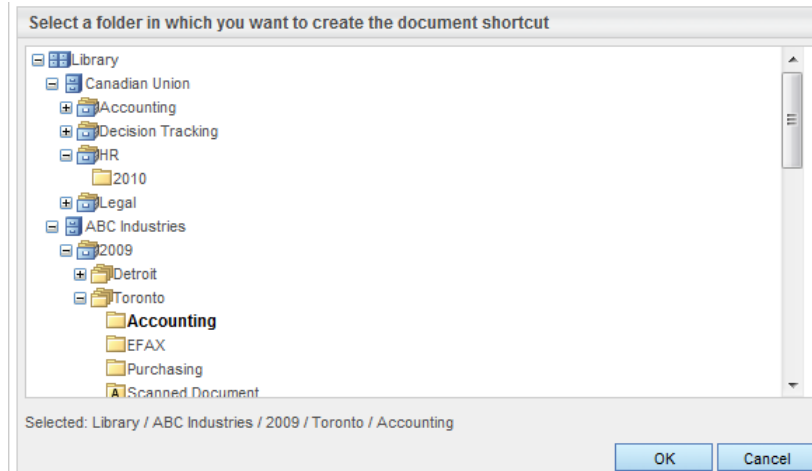 Select a folder in which you want to create the document shortcut
Library
Canadian Union
Accounting
Decision Tracking
HR
2010
Legal
ABC Industries
2009
Detroit
Toronto
Accounting
EFAX
Purchasing
A Scanned Document
Selected: Library / ABC Industries / 2009 / Toronto / Accounting
OK Cancel